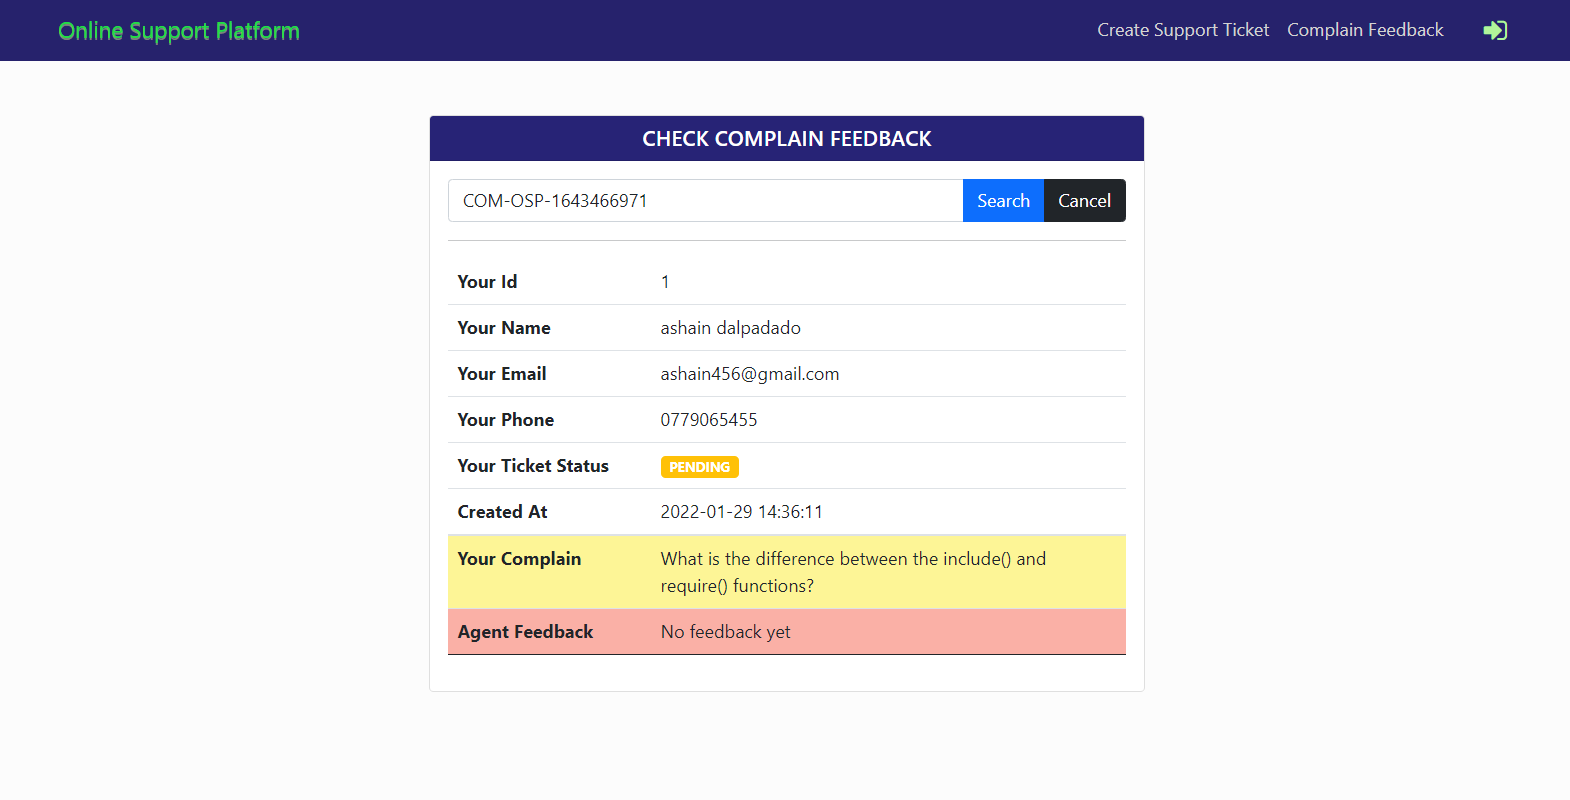 Online Support Platform
Create Support Ticket Complain Feedback
CHECK COMPLAIN FEEDBACK
COM-OSP-1643466971 Search Cancel
Your Id 1
Your Name ashain dalpadado
Your Email ashain456@gmail.com
Your Phone 0779065455
Your Ticket Status PENDING
Created At 2022-01-29 14:36:11
Your Complain What is the difference between the include() and
require() functions?
Agent Feedback No feedback yet